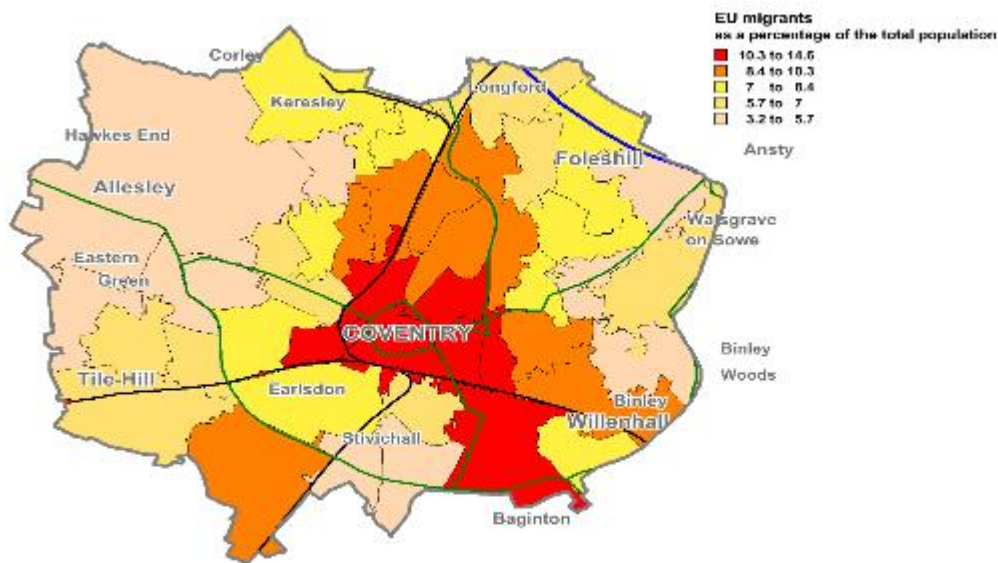 EU migrants
as a percentage of the total population
10.3 to 14.6
8.4 to 10.3
7 to 8.4
5.7 to 7
3.2 to 5.7
Corley
Keresley
Longford
Hawkes End
Foleshill
Ansty
Allesley
Walsgrave
on Sowe
Eastern
Green
COVENTRY
Binley
Woods
Tile Hill
Earlsdon
Binley
Willenhall
Stivichall
Baginton